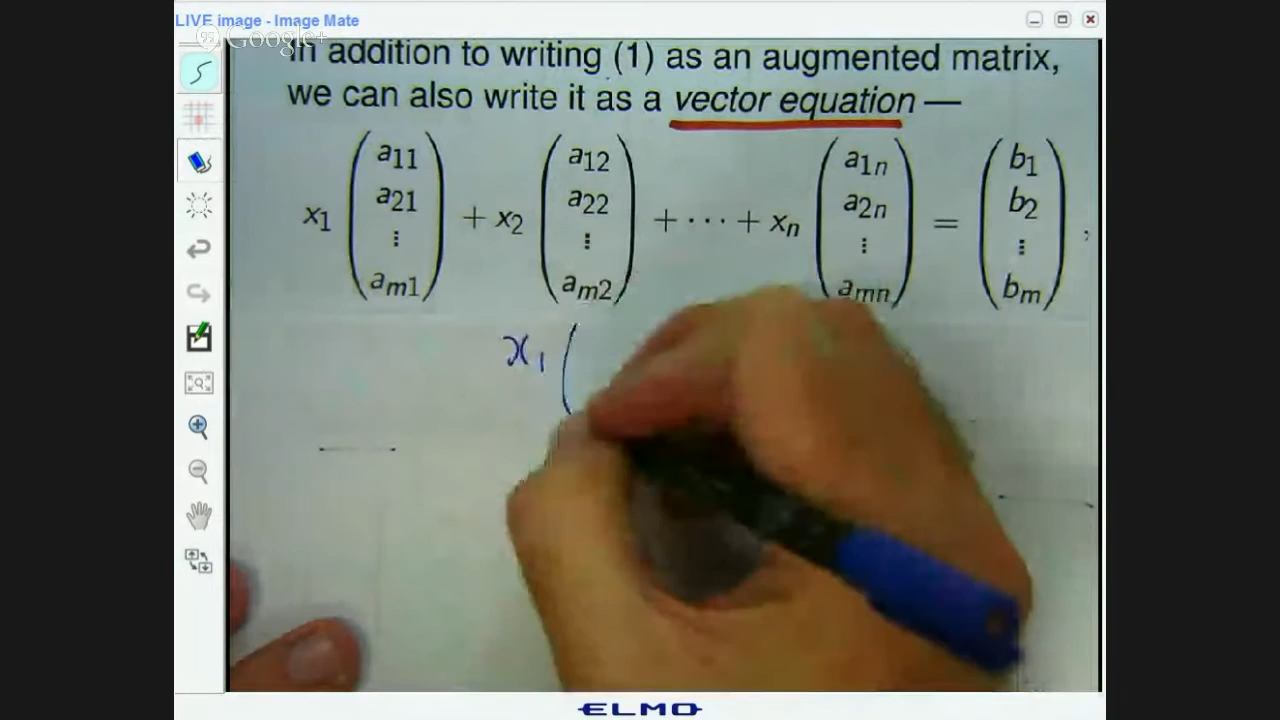 LIVE image - Image Mate
Google+
In addition to writing (1) as an augmented matrix,
we can also write it as a vector equation —
x₁ (a₁₁ a₂₁ ⋮ aₘ₁) + x₂ (a₁₂ a₂₂ ⋮ aₘ₂) + ⋯ + xₙ (a₁ₙ a₂ₙ ⋮ aₘₙ) = (b₁ b₂ ⋮ bₘ),
x₁ (
ELMO